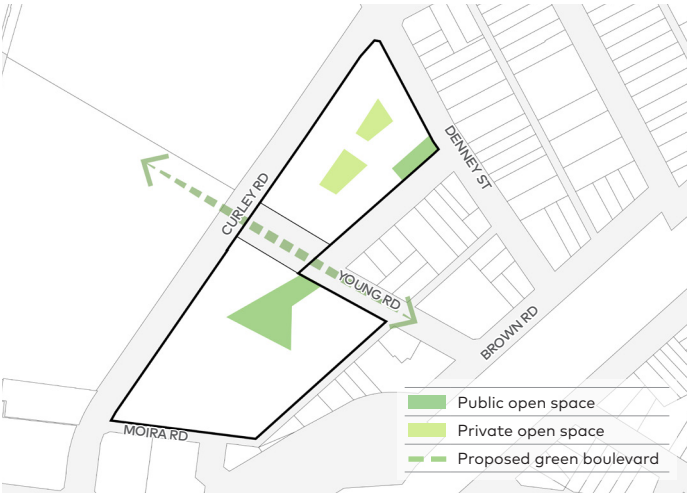 DENNEY ST
CURLEY RD
YOUNG RD
BROWN RD
MOIRA RD
Public open space
Private open space
Proposed green boulevard